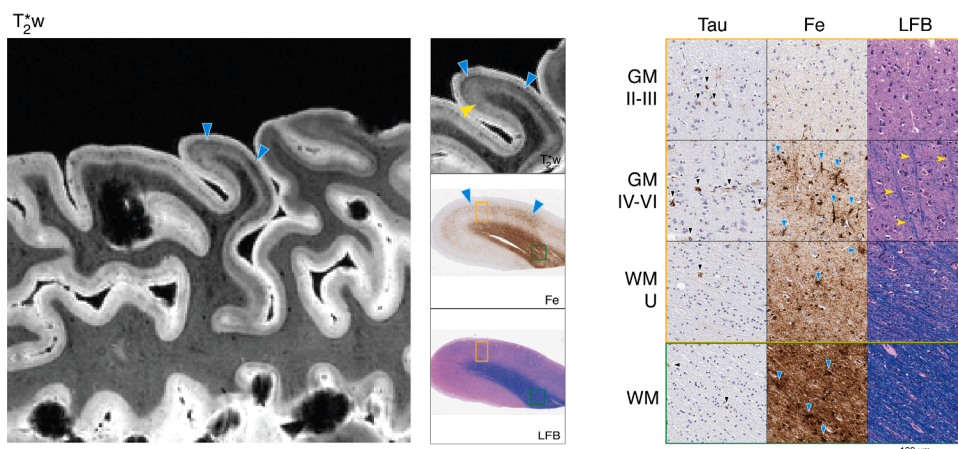 T₂*w
T₂*w
Fe
LFB
Tau Fe LFB
GM
II-III
GM
IV-VI
WM
U
WM